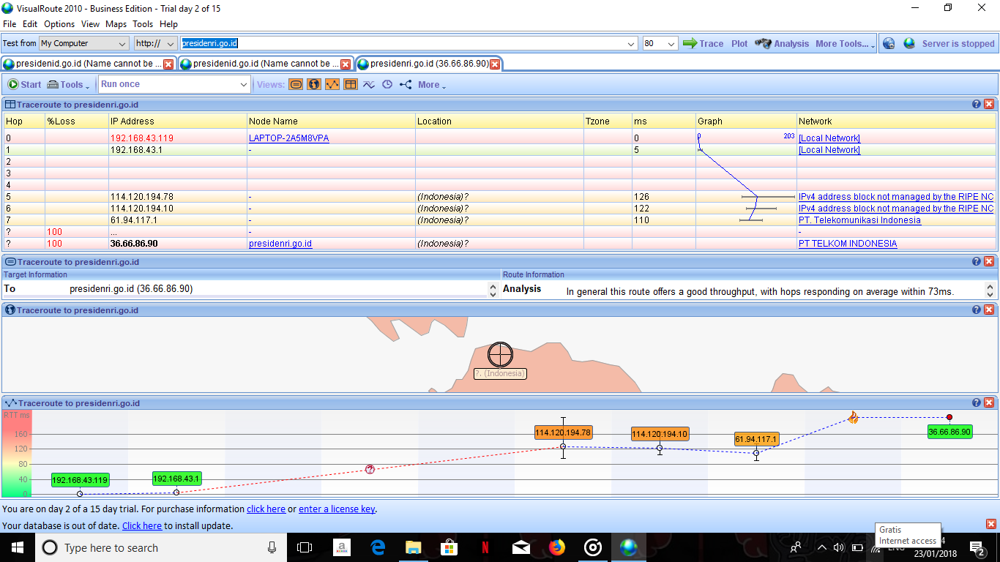 VisualRoute 2010 - Business Edition - Trial day 2 of 15
File Edit Options View Maps Tools Help
Test from My Computer http:// presidenri.go.id 80 Trace Plot Analysis More Tools... Server is stopped
presidenid.go.id (Name cannot be ... presidenid.go.id (Name cannot be ... presidenri.go.id (36.66.86.90)
Start Tools Run once Views: More
Traceroute to presidenri.go.id
Hop %Loss IP Address Node Name Location Tzone ms Graph Network
0 192.168.43.119 LAPTOP-2A5M8VPA 0 0 203 [Local Network]
1 192.168.43.1 - 5 [Local Network]
2
3
4
5 114.120.194.78 - (Indonesia)? 126 IPv4 address block not managed by the RIPE NC
6 114.120.194.10 - (Indonesia)? 122 IPv4 address block not managed by the RIPE NC
7 61.94.117.1 - (Indonesia)? 110 PT. Telekomunikasi Indonesia
? 100 ... - -
? 100 36.66.86.90 presidenri.go.id (Indonesia)? PT TELKOM INDONESIA
Traceroute to presidenri.go.id
Target Information Route Information
To presidenri.go.id (36.66.86.90) Analysis In general this route offers a good throughput, with hops responding on average within 73ms.
Traceroute to presidenri.go.id
?. (Indonesia)
Traceroute to presidenri.go.id
RTT ms
160
120
80
40
0
192.168.43.119
192.168.43.1
?
114.120.194.78
114.120.194.10
61.94.117.1
36.66.86.90
You are on day 2 of a 15 day trial. For purchase information click here or enter a license key.
Your database is out of date. Click here to install update.
Gratis
Internet access
Type here to search
ENG
4
23/01/2018
2